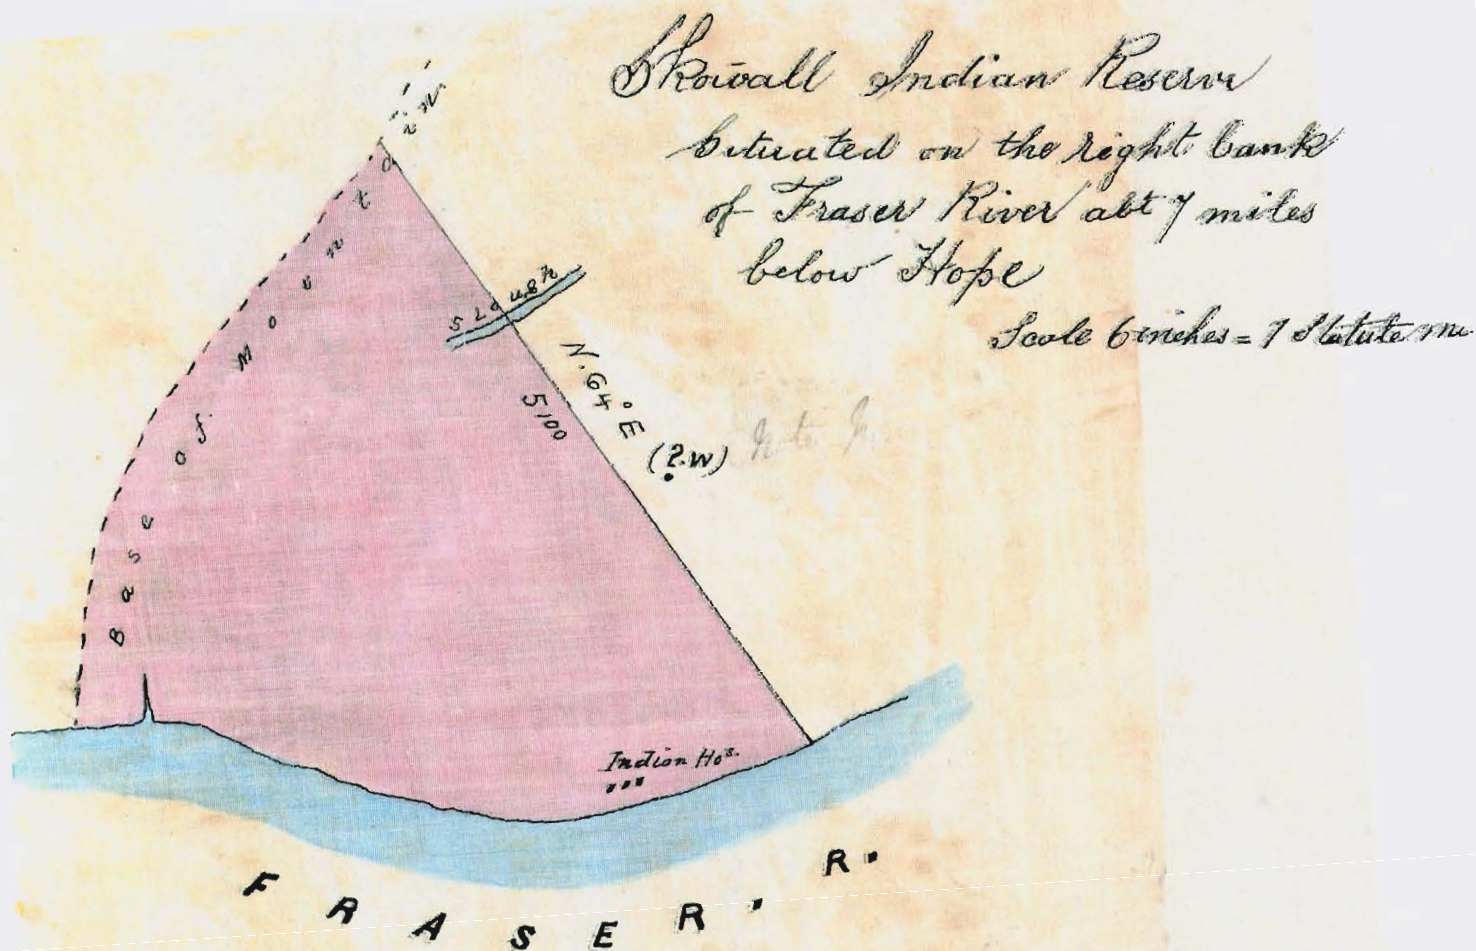 Skowall Indian Reserve
Situated on the right bank
of Fraser River abt 7 miles
below Hope
Scale 6 inches = 1 Statute mi
Base of Mountain
Slough
N. 64° E
(?.W)
5100
Indian Hos.
FRASER. R.